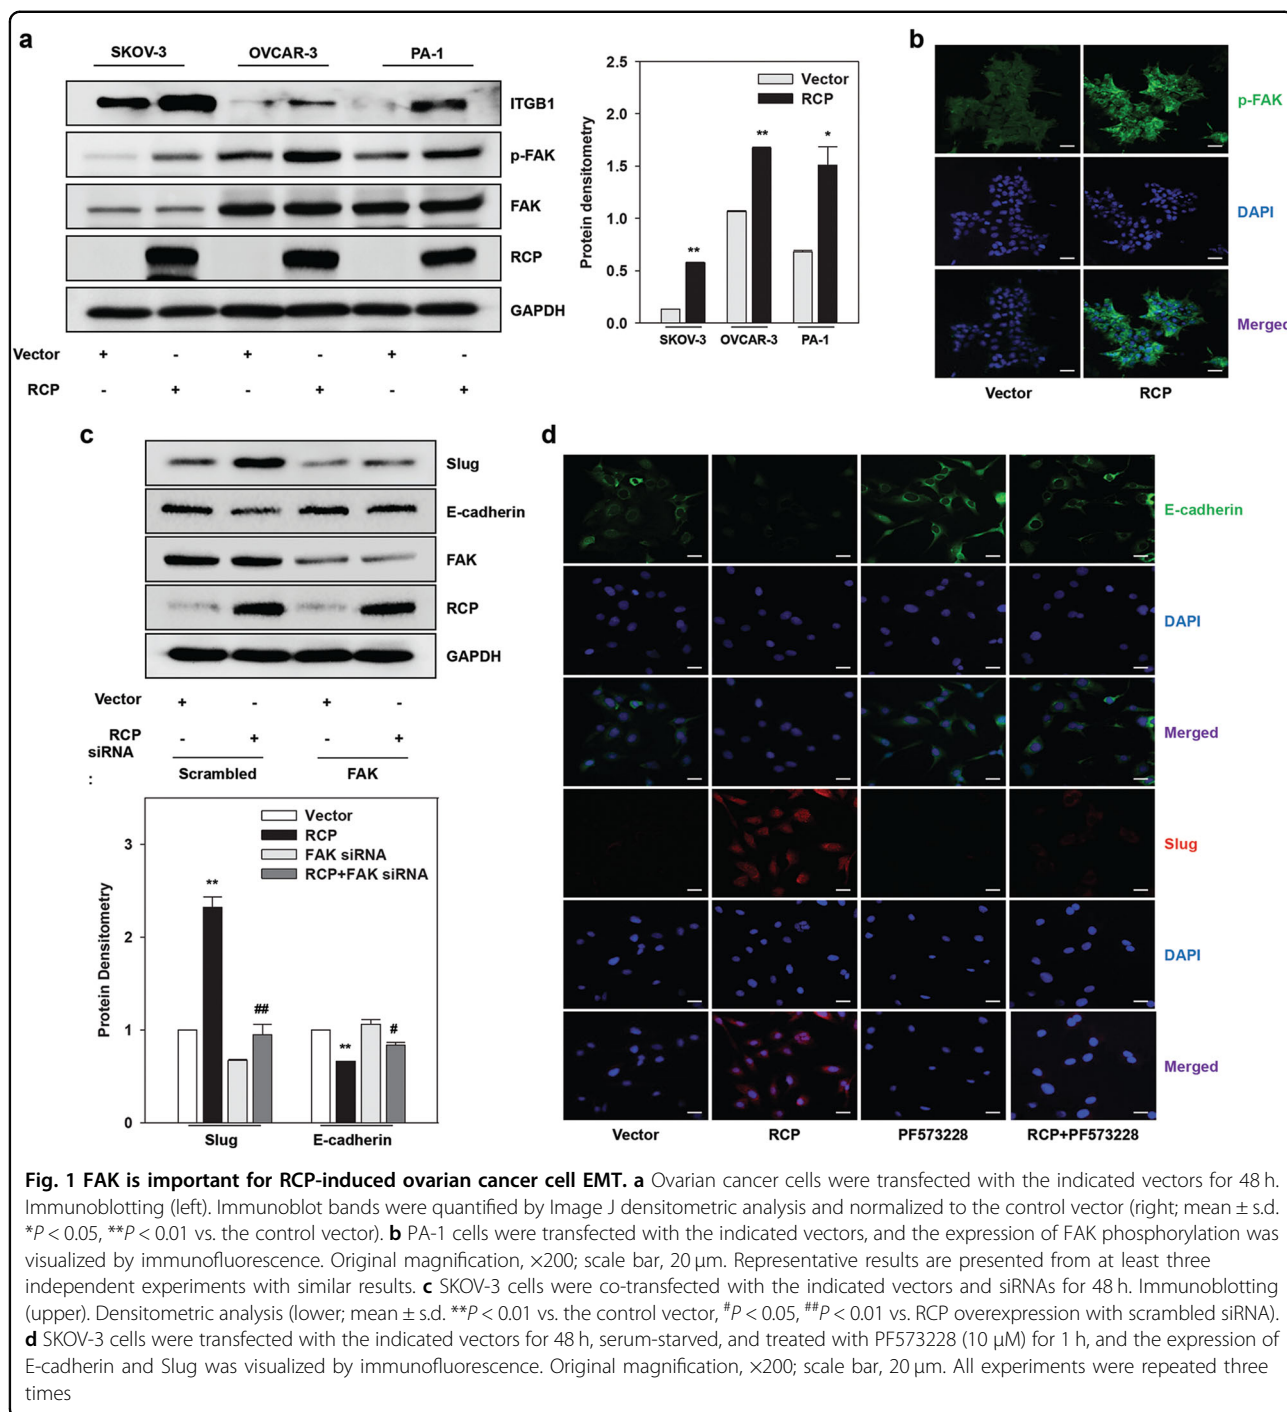 a
SKOV-3 OVCAR-3 PA-1
ITGB1
p-FAK
FAK
RCP
GAPDH
Vector + - + - + -
RCP - + - + - +
2.5
2.0
1.5
1.0
0.5
0.0
Protein densitometry
Vector
RCP
** ** *
SKOV-3 OVCAR-3 PA-1
b
p-FAK
DAPI
Merged
Vector RCP
c
Slug
E-cadherin
FAK
RCP
GAPDH
Vector + - + -
RCP - + - +
siRNA
:
Scrambled FAK
3
2
1
0
Protein Densitometry
Vector
RCP
FAK siRNA
RCP+FAK siRNA
** ## ** #
Slug E-cadherin
d
E-cadherin
DAPI
Merged
Slug
DAPI
Merged
Vector RCP PF573228 RCP+PF573228
Fig. 1 FAK is important for RCP-induced ovarian cancer cell EMT. a Ovarian cancer cells were transfected with the indicated vectors for 48 h.
Immunoblotting (left). Immunoblot bands were quantified by Image J densitometric analysis and normalized to the control vector (right; mean ± s.d.
*P < 0.05, **P < 0.01 vs. the control vector). b PA-1 cells were transfected with the indicated vectors, and the expression of FAK phosphorylation was
visualized by immunofluorescence. Original magnification, ×200; scale bar, 20 μm. Representative results are presented from at least three
independent experiments with similar results. c SKOV-3 cells were co-transfected with the indicated vectors and siRNAs for 48 h. Immunoblotting
(upper). Densitometric analysis (lower; mean ± s.d. **P < 0.01 vs. the control vector, #P < 0.05, ##P < 0.01 vs. RCP overexpression with scrambled siRNA).
d SKOV-3 cells were transfected with the indicated vectors for 48 h, serum-starved, and treated with PF573228 (10 μM) for 1 h, and the expression of
E-cadherin and Slug was visualized by immunofluorescence. Original magnification, ×200; scale bar, 20 μm. All experiments were repeated three
times